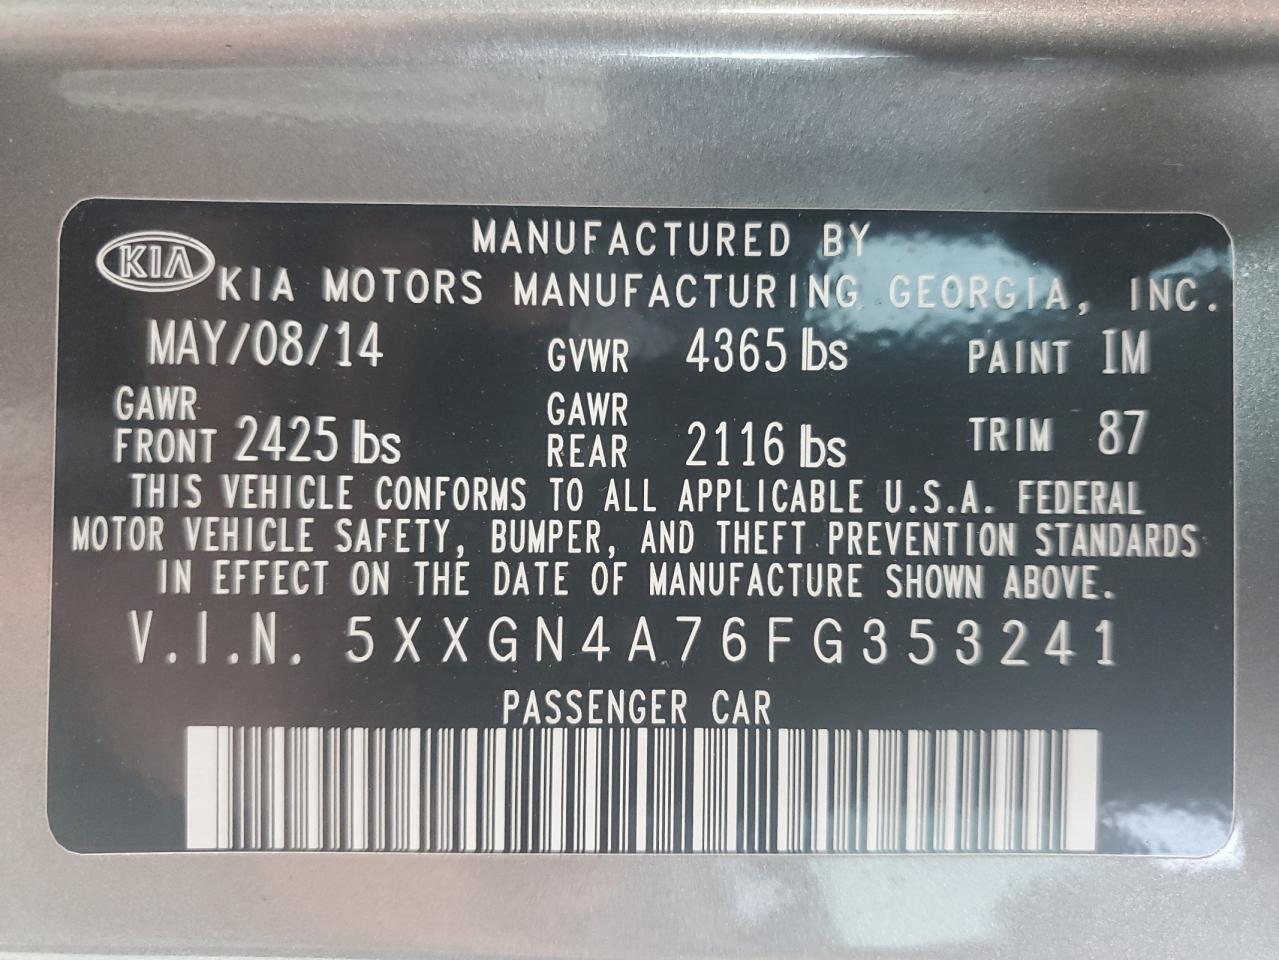 MANUFACTURED BY
KIA KIA MOTORS MANUFACTURING GEORGIA, INC.
MAY/08/14 GVWR 4365 lbs PAINT IM
GAWR FRONT 2425 lbs GAWR REAR 2116 lbs TRIM 87
THIS VEHICLE CONFORMS TO ALL APPLICABLE U.S.A. FEDERAL
MOTOR VEHICLE SAFETY, BUMPER, AND THEFT PREVENTION STANDARDS
IN EFFECT ON THE DATE OF MANUFACTURE SHOWN ABOVE.
V.I.N. 5XXGN4A76FG353241
PASSENGER CAR